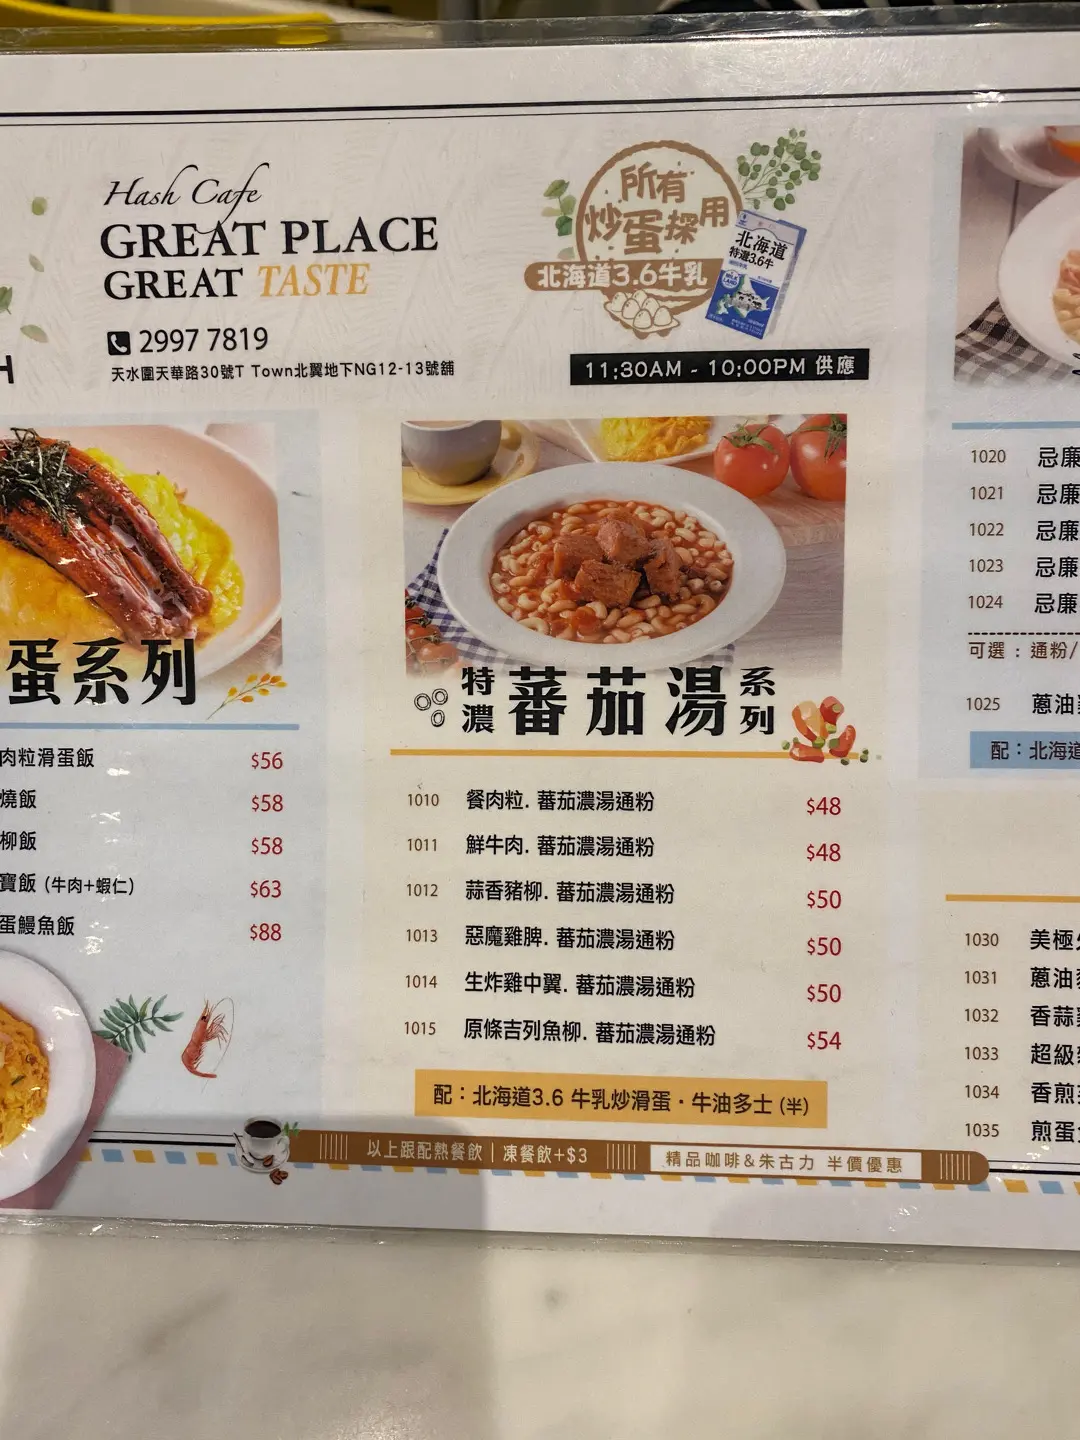 Hash Cafe
GREAT PLACE
GREAT TASTE
2997 7819
天水圍天華路30號T Town北翼地下NG12-13號舖
H
所有
炒蛋採用
北海道3.6牛乳
北海道
特選3.6牛
11:30AM - 10:00PM 供應
蛋系列
肉粒滑蛋飯 $56
燒飯 $58
柳飯 $58
寶飯 (牛肉+蝦仁) $63
蛋鰻魚飯 $88
特濃 蕃茄湯 系列
1010 餐肉粒. 蕃茄濃湯通粉 $48
1011 鮮牛肉. 蕃茄濃湯通粉 $48
1012 蒜香豬柳. 蕃茄濃湯通粉 $50
1013 惡魔雞脾. 蕃茄濃湯通粉 $50
1014 生炸雞中翼. 蕃茄濃湯通粉 $50
1015 原條吉列魚柳. 蕃茄濃湯通粉 $54
配：北海道3.6 牛乳炒滑蛋・牛油多士 (半)
1020 忌廉
1021 忌廉
1022 忌廉
1023 忌廉
1024 忌廉
可選：通粉/
1025 蔥油
配：北海道
1030 美極
1031 蔥油
1032 香蒜
1033 超級
1034 香煎
1035 煎蛋
以上跟配熱餐飲｜凍餐飲+$3
精品咖啡&朱古力 半價優惠